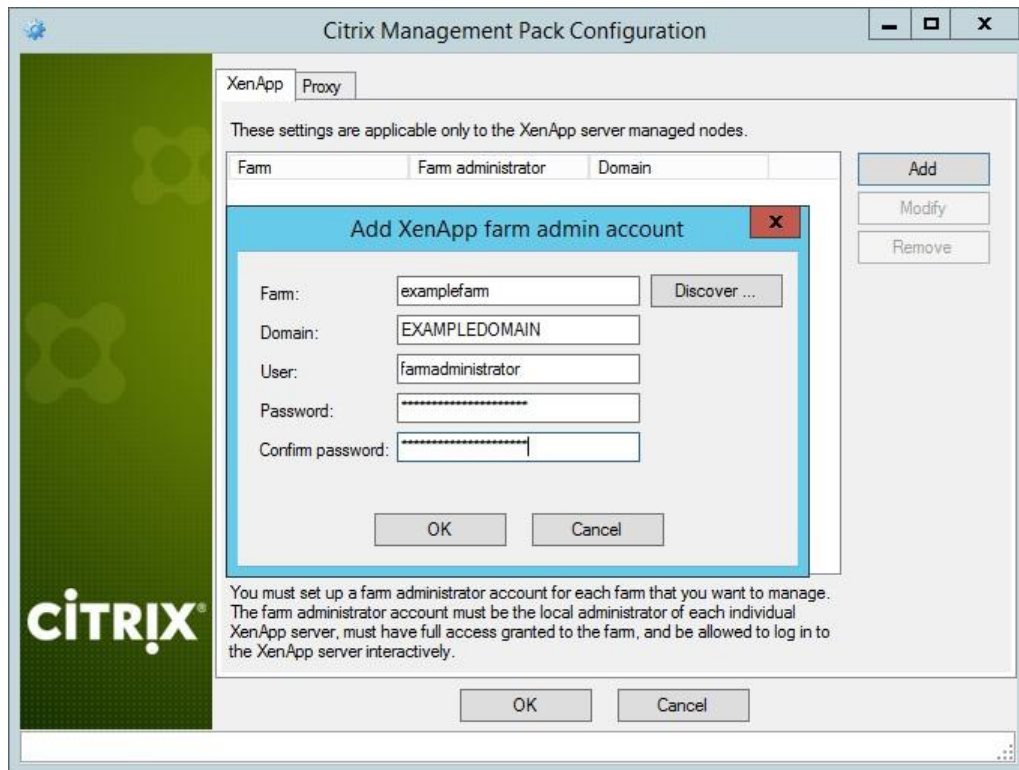 Citrix Management Pack Configuration
XenApp Proxy
These settings are applicable only to the XenApp server managed nodes.
Farm Farm administrator Domain
Add
Modify
Remove
Add XenApp farm admin account
Farm: examplefarm Discover ...
Domain: EXAMPLEDOMAIN
User: farmadministrator
Password: **********************
Confirm password: **********************
OK Cancel
You must set up a farm administrator account for each farm that you want to manage.
The farm administrator account must be the local administrator of each individual
XenApp server, must have full access granted to the farm, and be allowed to log in to
the XenApp server interactively.
CITRIX®
OK Cancel